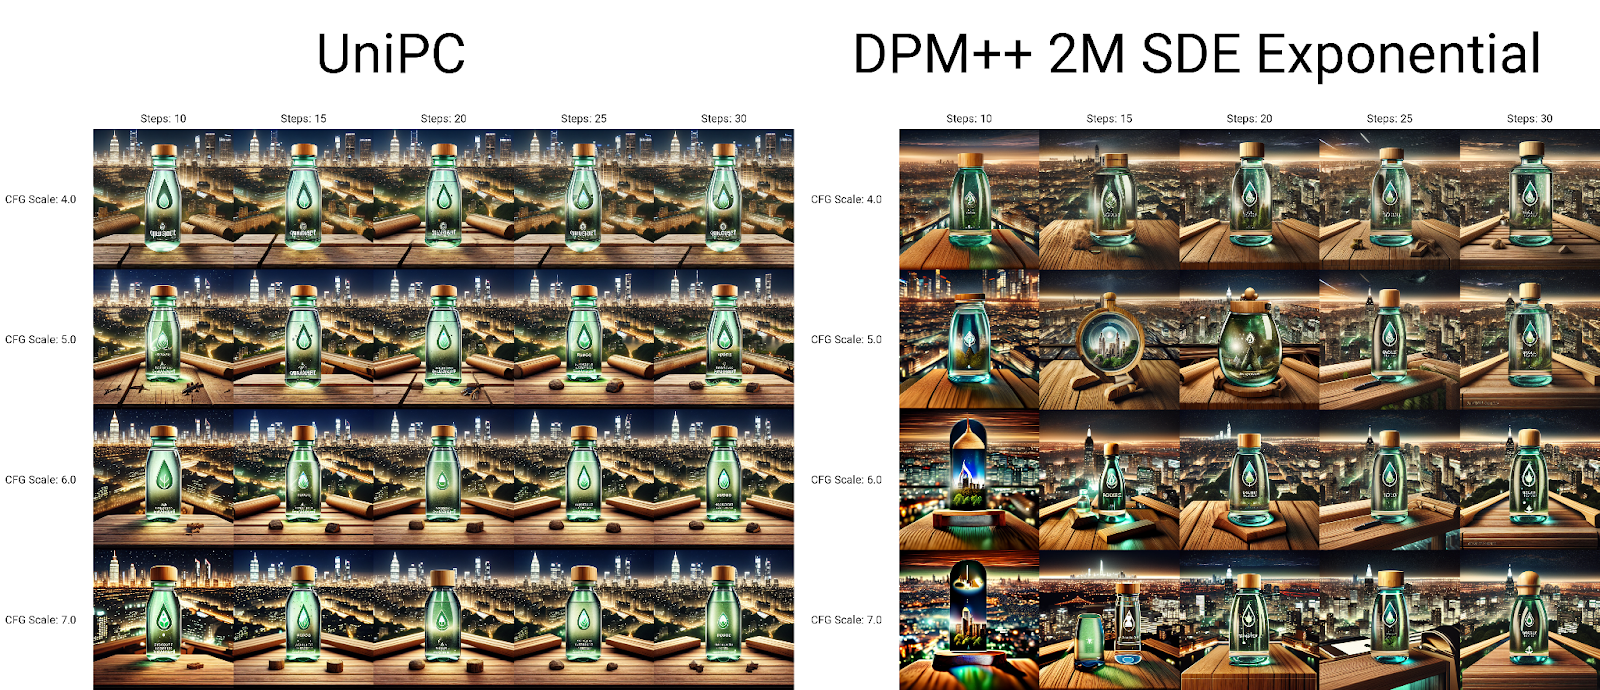 UniPC
DPM++ 2M SDE Exponential
Steps: 10
Steps: 15
Steps: 20
Steps: 25
Steps: 30
Steps: 10
Steps: 15
Steps: 20
Steps: 25
Steps: 30
CFG Scale: 4.0
CFG Scale: 4.0
CFG Scale: 5.0
CFG Scale: 5.0
CFG Scale: 6.0
CFG Scale: 6.0
CFG Scale: 7.0
CFG Scale: 7.0